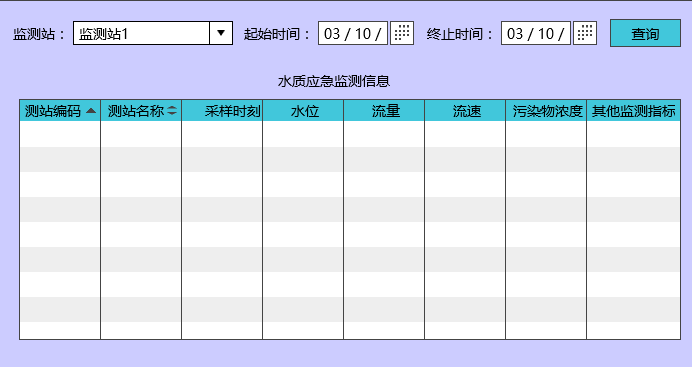 监测站： 监测站1 起始时间： 03 / 10 / 终止时间： 03 / 10 / 查询
水质应急监测信息
测站编码 测站名称 采样时刻 水位 流量 流速 污染物浓度 其他监测指标